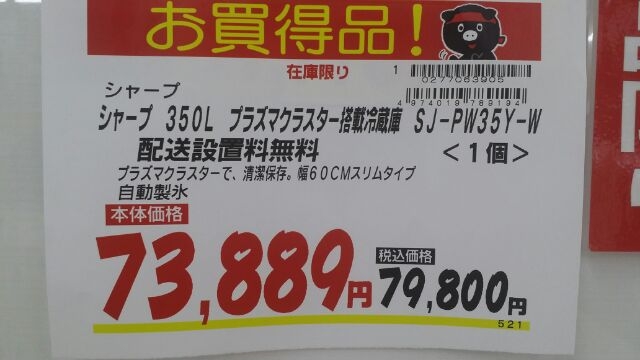 お買得品!
在庫限り
1
0277063905
シャープ
4974019789194
シャープ 350L プラズマクラスター搭載冷蔵庫 SJ-PW35Y-W
配送設置料無料 <1個>
プラズマクラスターで、清潔保存。幅60CMスリムタイプ
自動製氷
本体価格
73,889円
税込価格
79,800円
521